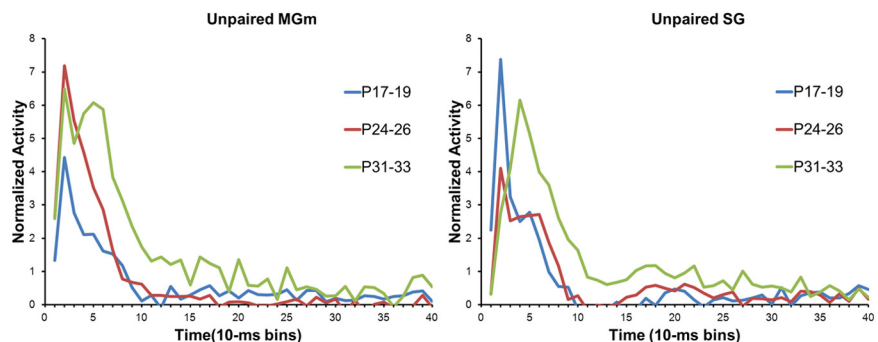 Unpaired MGm
Normalized Activity
8
7
6
5
4
3
2
1
0
P17-19
P24-26
P31-33
0 5 10 15 20 25 30 35 40
Time(10-ms bins)
Unpaired SG
Normalized Activity
8
7
6
5
4
3
2
1
0
P17-19
P24-26
P31-33
0 5 10 15 20 25 30 35 40
Time (10-ms bins)